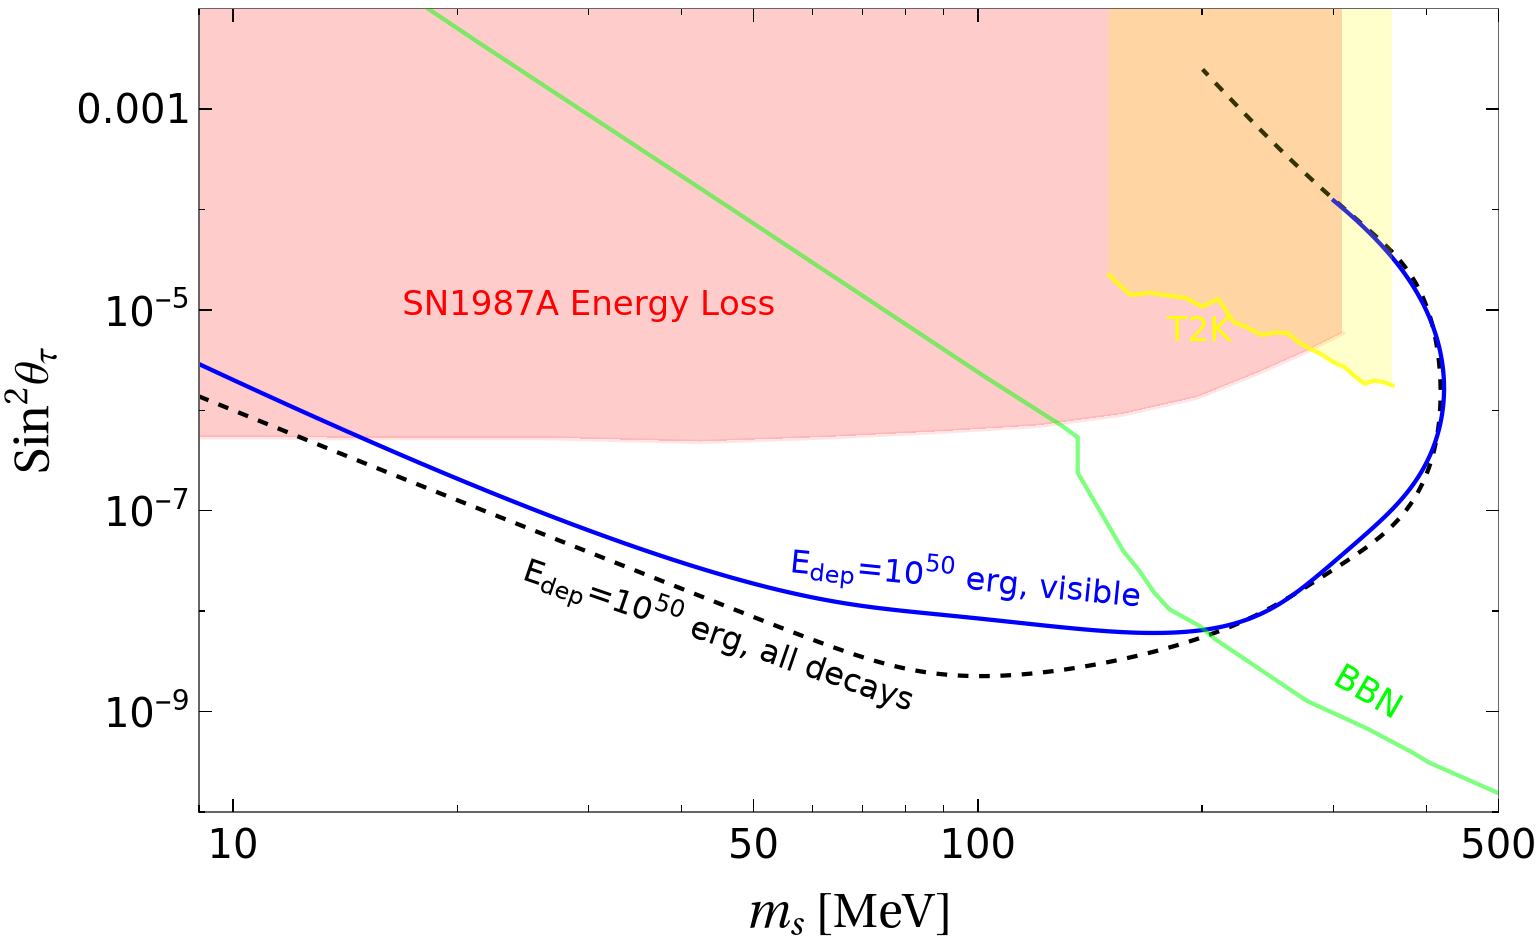 0.001
10⁻⁵
10⁻⁷
10⁻⁹
Sin²θτ
SN1987A Energy Loss
T2K
E_dep=10⁵⁰ erg, visible
E_dep=10⁵⁰ erg, all decays
BBN
10 50 100 500
mₛ [MeV]